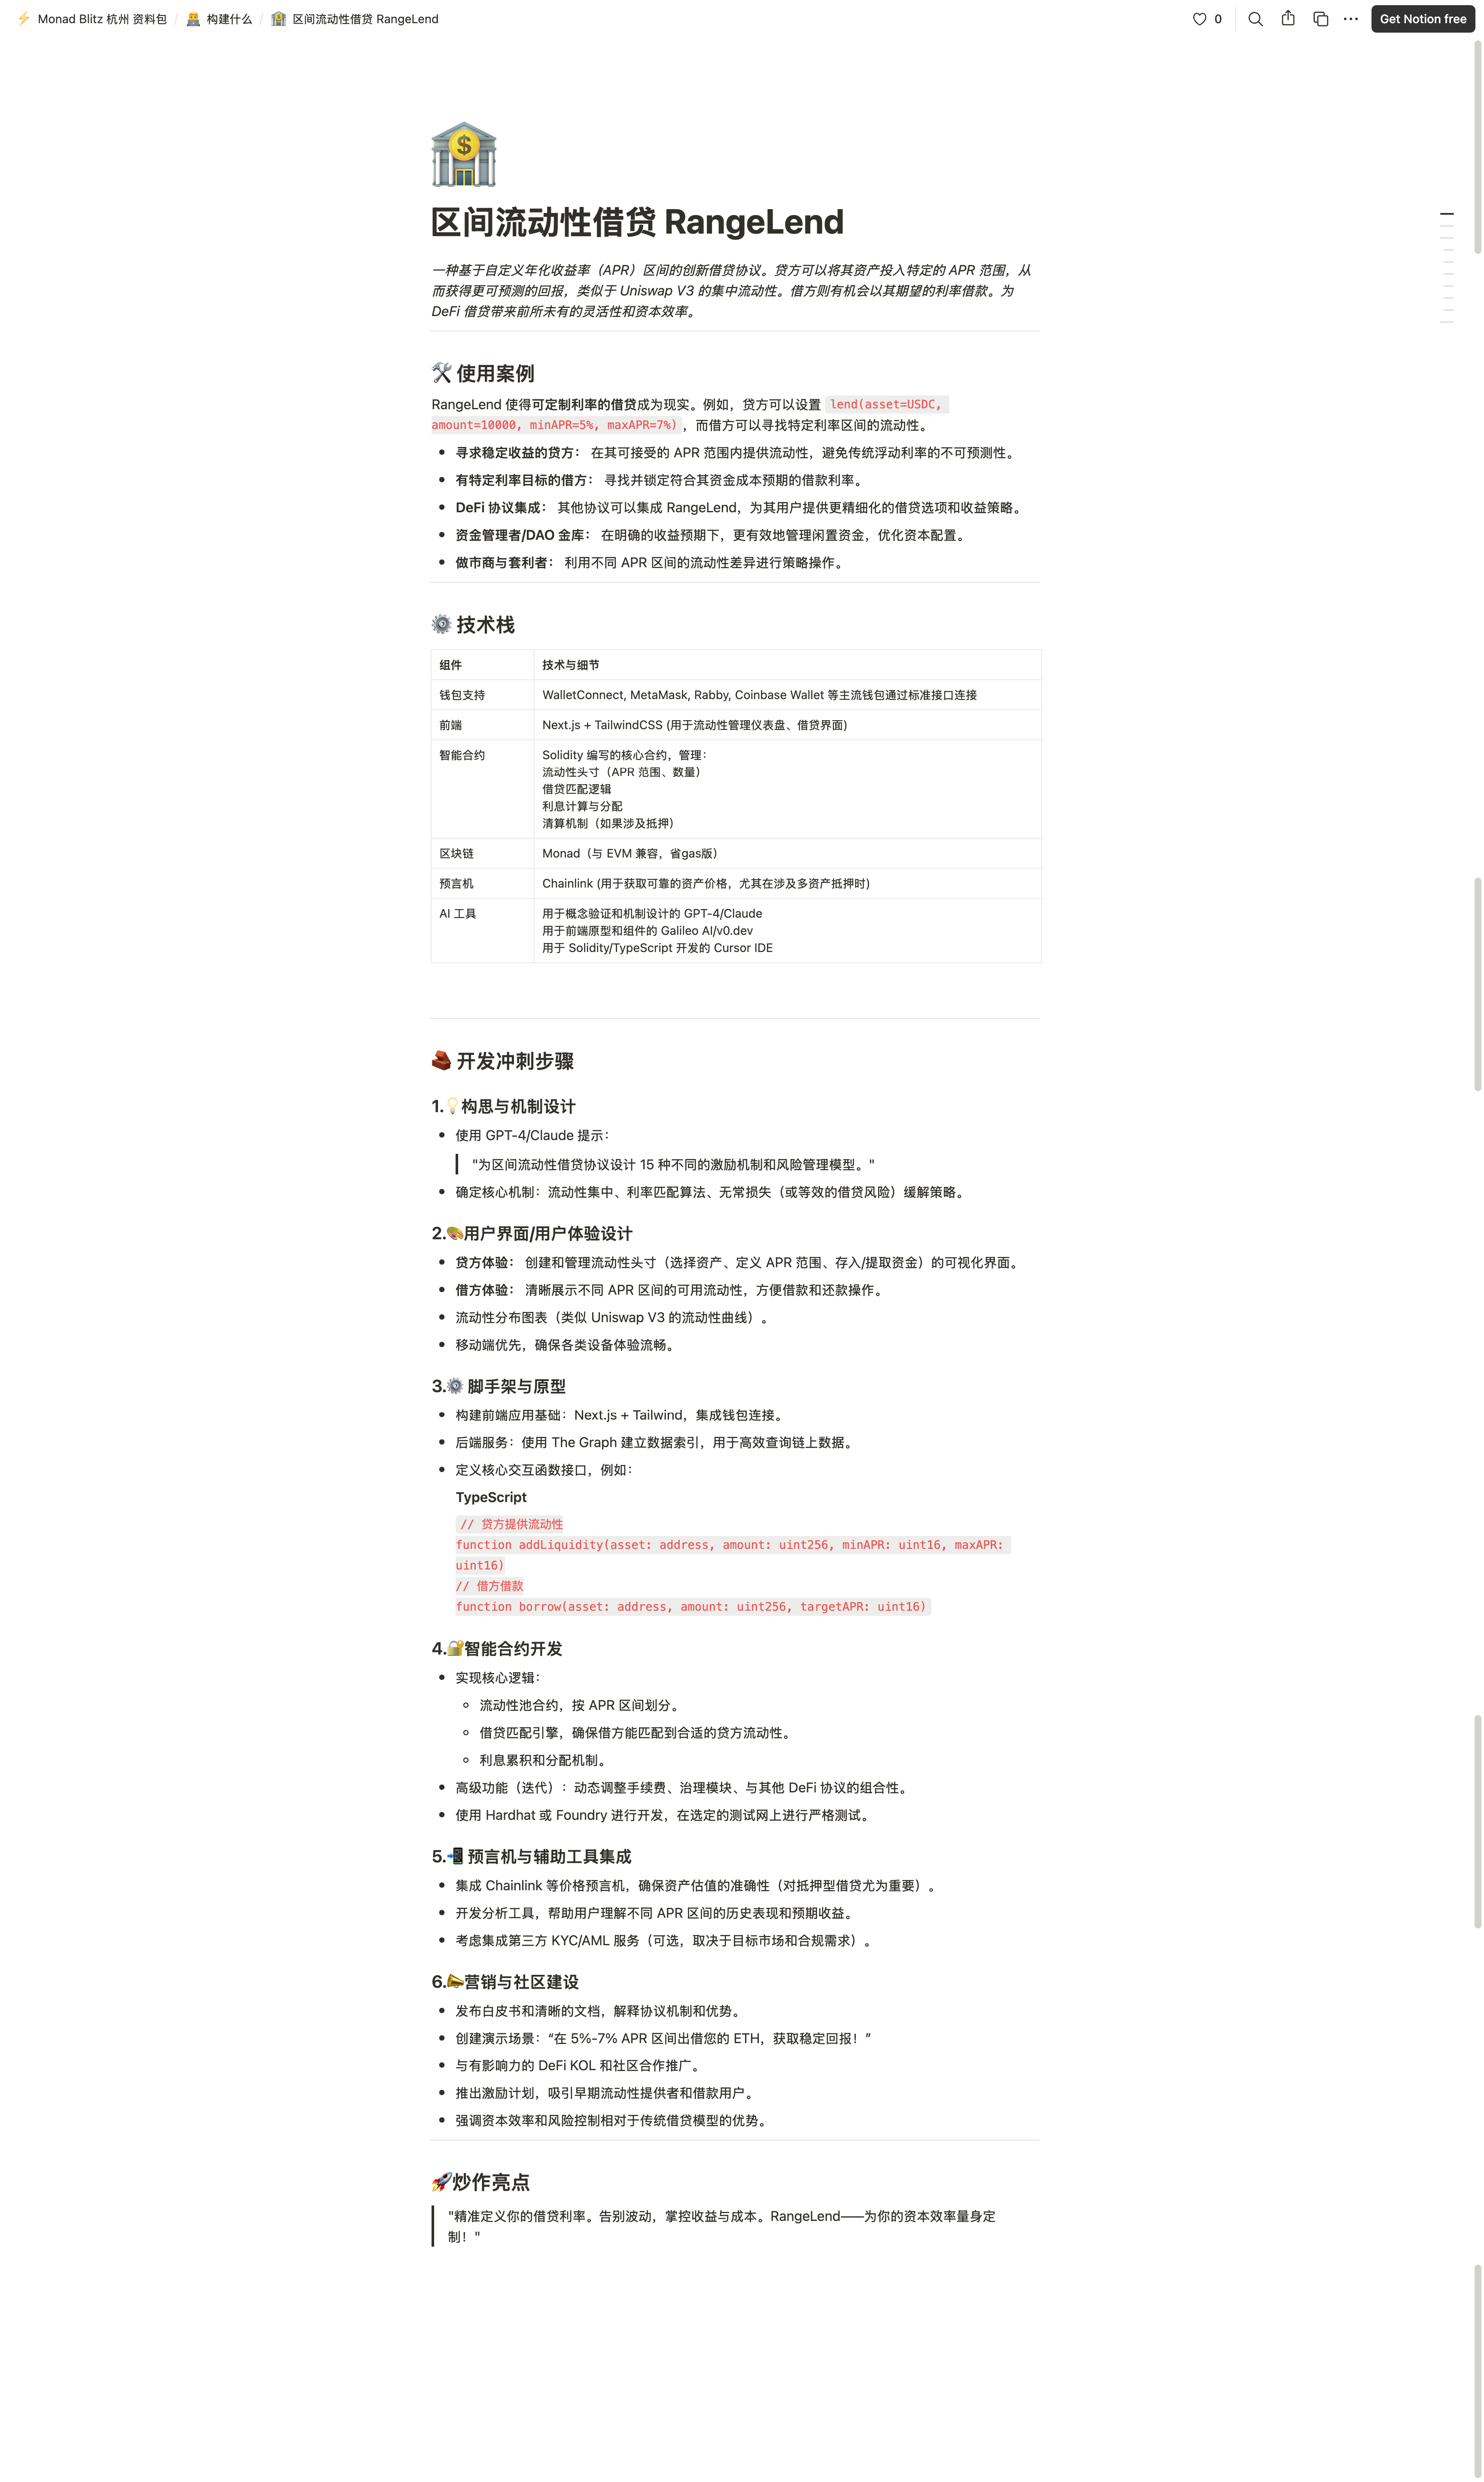 Monad Blitz 杭州 资料包 / 构建什么 / 区间流动性借贷 RangeLend
0
Get Notion free
区间流动性借贷 RangeLend
一种基于自定义年化收益率（APR）区间的创新借贷协议。贷方可以将其资产投入特定的 APR 范围，从
而获得更可预测的回报，类似于 Uniswap V3 的集中流动性。借方则有机会以其期望的利率借款。为
DeFi 借贷带来前所未有的灵活性和资本效率。
🛠️ 使用案例
RangeLend 使得可定制利率的借贷成为现实。例如，贷方可以设置 lend(asset=USDC,
amount=10000, minAPR=5%, maxAPR=7%)，而借方可以寻找特定利率区间的流动性。
• 寻求稳定收益的贷方： 在其可接受的 APR 范围内提供流动性，避免传统浮动利率的不可预测性。
• 有特定利率目标的借方： 寻找并锁定符合其资金成本预期的借款利率。
• DeFi 协议集成： 其他协议可以集成 RangeLend，为其用户提供更精细化的借贷选项和收益策略。
• 资金管理者/DAO 金库： 在明确的收益预期下，更有效地管理闲置资金，优化资本配置。
• 做市商与套利者： 利用不同 APR 区间的流动性差异进行策略操作。
⚙️ 技术栈
组件 技术与细节
钱包支持 WalletConnect, MetaMask, Rabby, Coinbase Wallet 等主流钱包通过标准接口连接
前端 Next.js + TailwindCSS (用于流动性管理仪表盘、借贷界面)
智能合约 Solidity 编写的核心合约，管理：
流动性头寸（APR 范围、数量）
借贷匹配逻辑
利息计算与分配
清算机制（如果涉及抵押）
区块链 Monad（与 EVM 兼容，省gas版）
预言机 Chainlink (用于获取可靠的资产价格，尤其在涉及多资产抵押时)
AI 工具 用于概念验证和机制设计的 GPT-4/Claude
用于前端原型和组件的 Galileo AI/v0.dev
用于 Solidity/TypeScript 开发的 Cursor IDE
🧱 开发冲刺步骤
1.💡构思与机制设计
• 使用 GPT-4/Claude 提示：
"为区间流动性借贷协议设计 15 种不同的激励机制和风险管理模型。"
• 确定核心机制：流动性集中、利率匹配算法、无常损失（或等效的借贷风险）缓解策略。
2.🎨用户界面/用户体验设计
• 贷方体验： 创建和管理流动性头寸（选择资产、定义 APR 范围、存入/提取资金）的可视化界面。
• 借方体验： 清晰展示不同 APR 区间的可用流动性，方便借款和还款操作。
• 流动性分布图表（类似 Uniswap V3 的流动性曲线）。
• 移动端优先，确保各类设备体验流畅。
3.⚙️ 脚手架与原型
• 构建前端应用基础：Next.js + Tailwind，集成钱包连接。
• 后端服务：使用 The Graph 建立数据索引，用于高效查询链上数据。
• 定义核心交互函数接口，例如：
TypeScript
// 贷方提供流动性
function addLiquidity(asset: address, amount: uint256, minAPR: uint16, maxAPR:
uint16)
// 借方借款
function borrow(asset: address, amount: uint256, targetAPR: uint16)
4.🔐智能合约开发
• 实现核心逻辑：
◦ 流动性池合约，按 APR 区间划分。
◦ 借贷匹配引擎，确保借方能匹配到合适的贷方流动性。
◦ 利息累积和分配机制。
• 高级功能（迭代）：动态调整手续费、治理模块、与其他 DeFi 协议的组合性。
• 使用 Hardhat 或 Foundry 进行开发，在选定的测试网上进行严格测试。
5.📲 预言机与辅助工具集成
• 集成 Chainlink 等价格预言机，确保资产估值的准确性（对抵押型借贷尤为重要）。
• 开发分析工具，帮助用户理解不同 APR 区间的历史表现和预期收益。
• 考虑集成第三方 KYC/AML 服务（可选，取决于目标市场和合规需求）。
6.📣营销与社区建设
• 发布白皮书和清晰的文档，解释协议机制和优势。
• 创建演示场景：“在 5%-7% APR 区间出借您的 ETH，获取稳定回报！”
• 与有影响力的 DeFi KOL 和社区合作推广。
• 推出激励计划，吸引早期流动性提供者和借款用户。
• 强调资本效率和风险控制相对于传统借贷模型的优势。
🚀炒作亮点
"精准定义你的借贷利率。告别波动，掌控收益与成本。RangeLend——为你的资本效率量身定
制！"